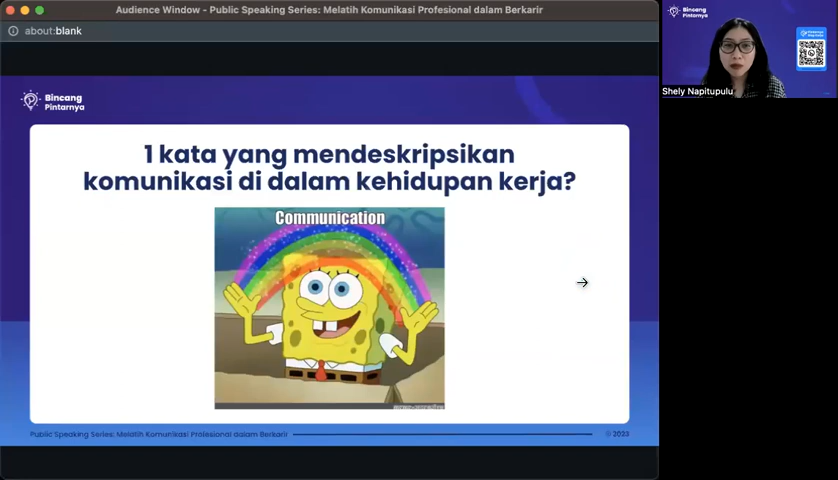 Audience Window - Public Speaking Series: Melatih Komunikasi Profesional dalam Berkarir
about:blank
Bincang
Pintarnya
1 kata yang mendeskripsikan
komunikasi di dalam kehidupan kerja?
Communication
Public Speaking Series: Melatih Komunikasi Profesional dalam Berkarir
© 2023
Bincang
Pintarnya
Shely Napitupulu